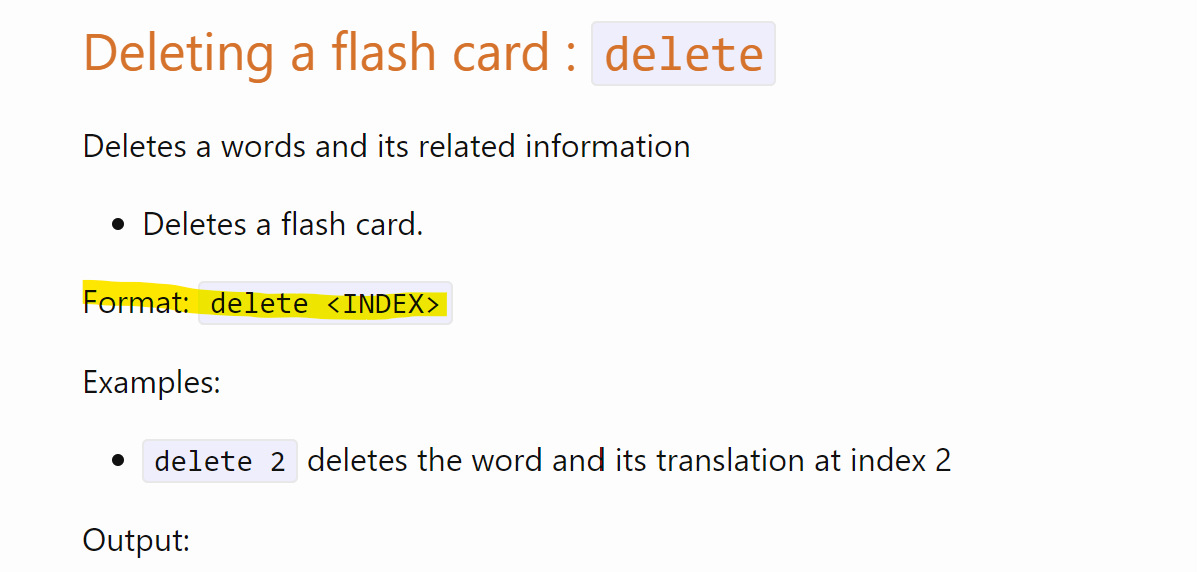 Deleting a flash card : delete
Deletes a words and its related information
Deletes a flash card.
Format: delete <INDEX>
Examples:
delete 2 deletes the word and its translation at index 2
Output: